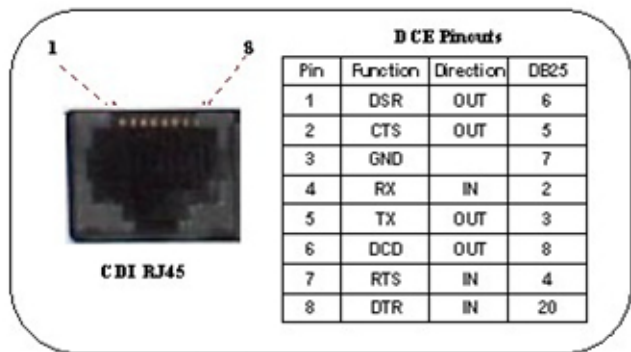 1 8
CDI RJ45
DCE Pinouts
Pin Function Direction DB25
1 DSR OUT 6
2 CTS OUT 5
3 GND 7
4 RX IN 2
5 TX OUT 3
6 DCD OUT 8
7 RTS IN 4
8 DTR IN 20